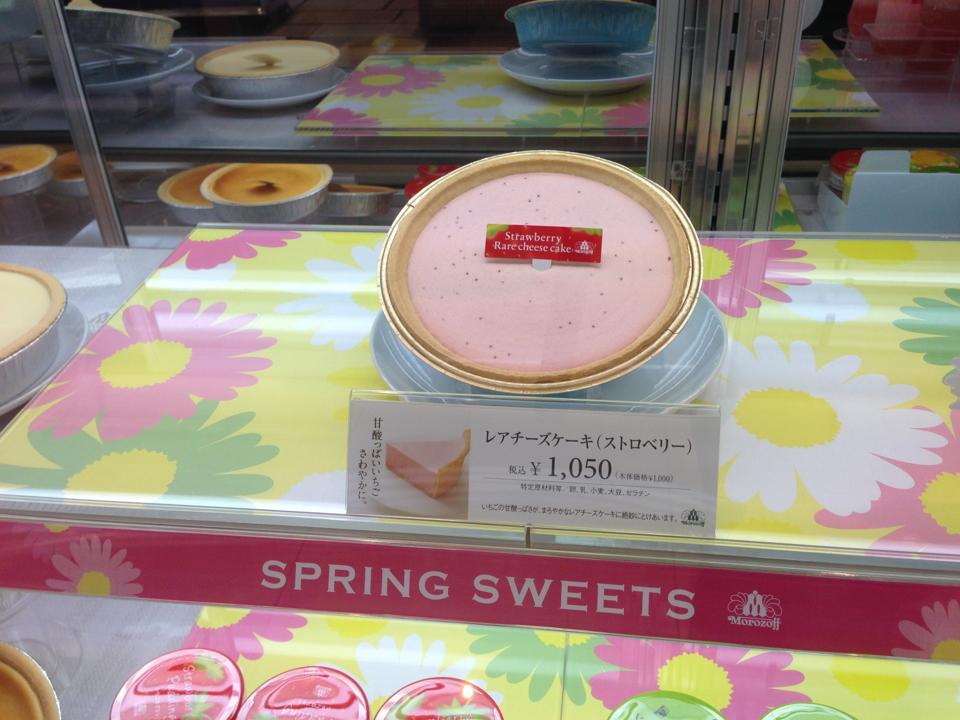 Strawberry
Rare cheese cake
甘酸っぱいいちご
さわやかに。
レアチーズケーキ（ストロベリー）
税込 ¥1,050（本体価格¥1,000）
特定原材料等／卵、乳、小麦、大豆、ゼラチン
いちごの甘酸っぱさが、まろやかなレアチーズケーキに絶妙にとけあいます。
SPRING SWEETS
Morozoff